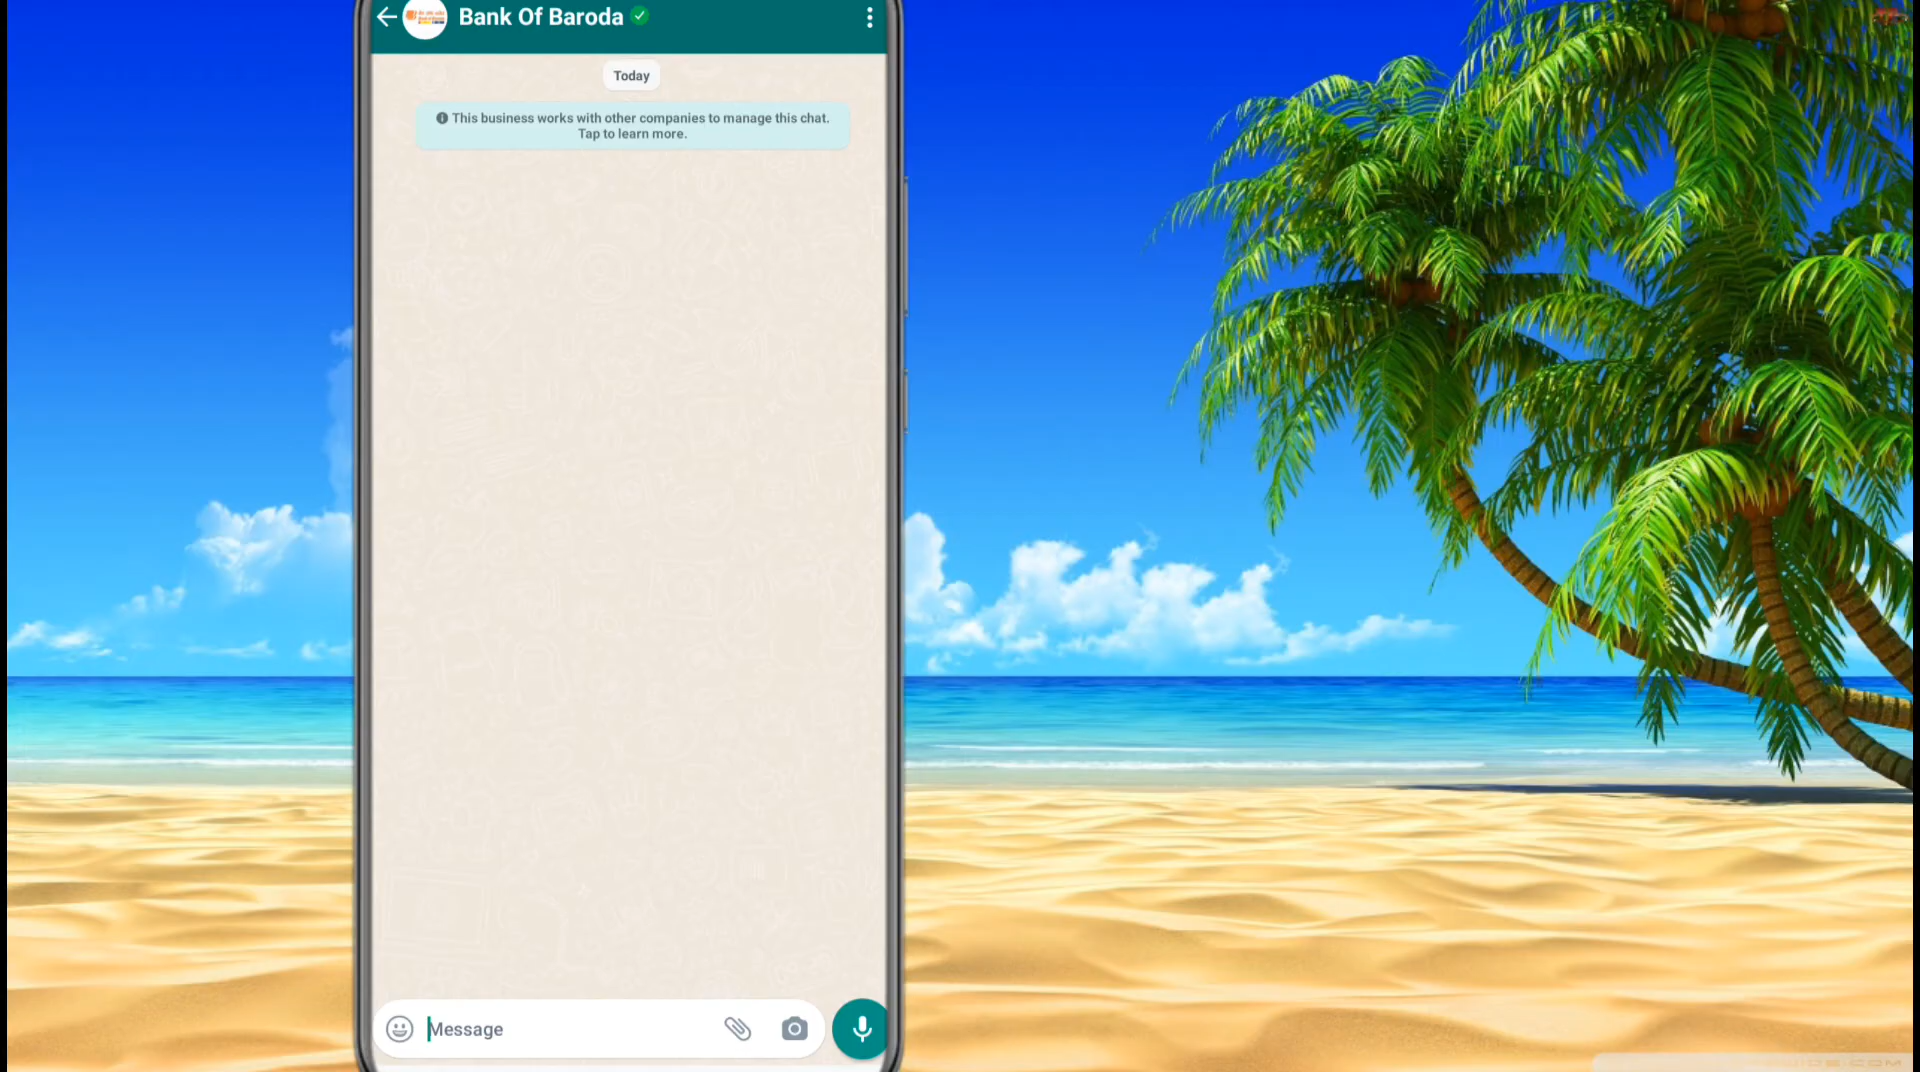 Bank Of Baroda
Today
This business works with other companies to manage this chat.
Tap to learn more.
Message